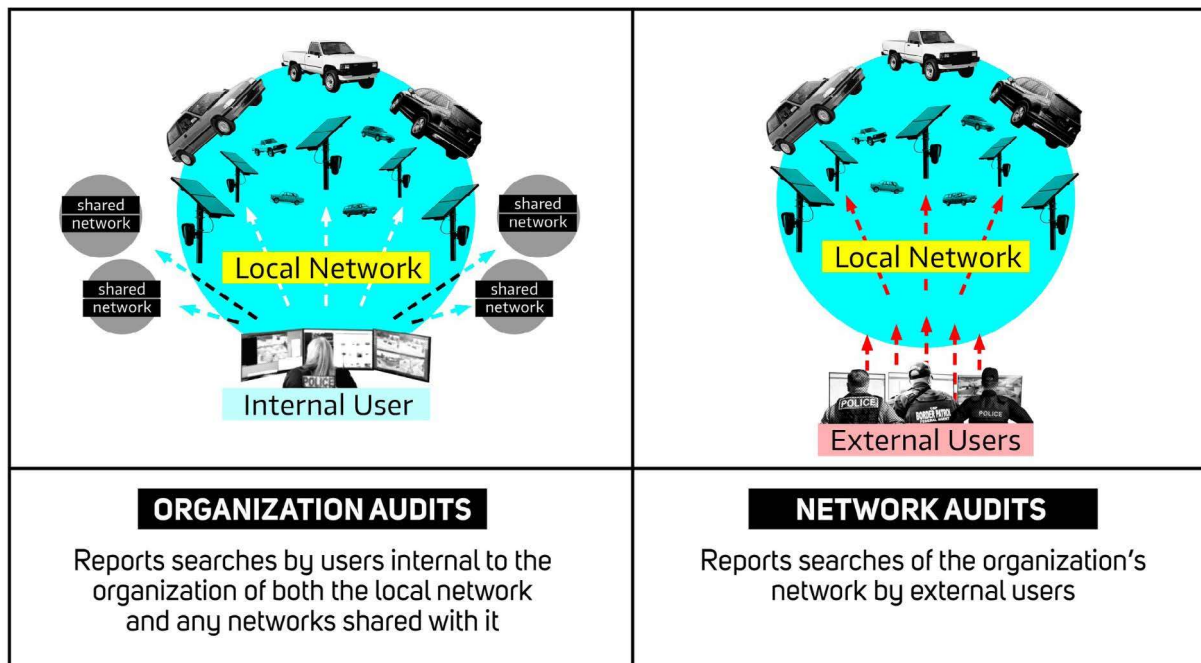 shared
network
shared
network
shared
network
shared
network
Local Network
POLICE
Internal User
ORGANIZATION AUDITS
Reports searches by users internal to the
organization of both the local network
and any networks shared with it
Local Network
POLICE
BORDER PATROL
FEDERAL AGENT
POLICE
External Users
NETWORK AUDITS
Reports searches of the organization's
network by external users